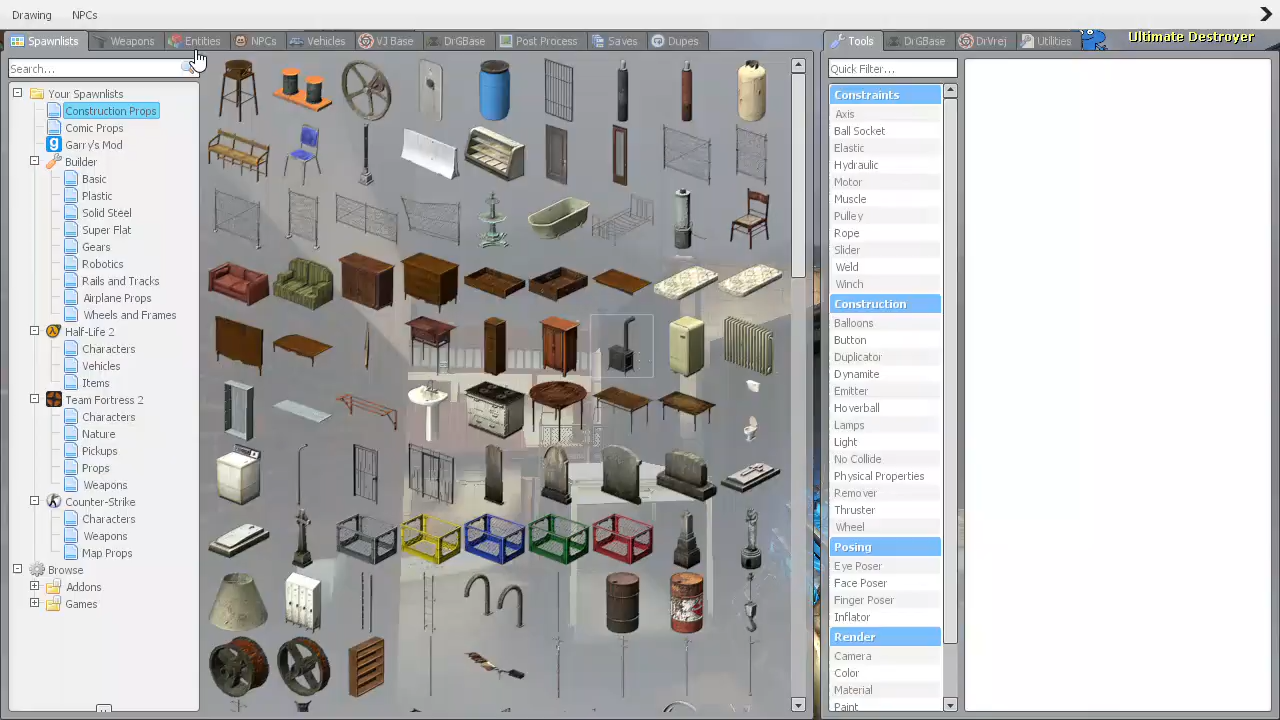 Drawing NPCs
Spawnlists Weapons Entities NPCs Vehicles VJ Base DrGBase Post Process Saves Dupes
Tools DrGBase DrVrej Utilities
Ultimate Destroyer
Search...
Your Spawnlists
Construction Props
Comic Props
Garry's Mod
Builder
Basic
Plastic
Solid Steel
Super Flat
Gears
Robotics
Rails and Tracks
Airplane Props
Wheels and Frames
Half-Life 2
Characters
Vehicles
Items
Team Fortress 2
Characters
Nature
Pickups
Props
Weapons
Counter-Strike
Characters
Weapons
Map Props
Browse
Addons
Games
Quick Filter...
Constraints
Axis
Ball Socket
Elastic
Hydraulic
Motor
Muscle
Pulley
Rope
Slider
Weld
Winch
Construction
Balloons
Button
Duplicator
Dynamite
Emitter
Hoverball
Lamps
Light
No Collide
Physical Properties
Remover
Thruster
Wheel
Posing
Eye Poser
Face Poser
Finger Poser
Inflator
Render
Camera
Color
Material
Paint